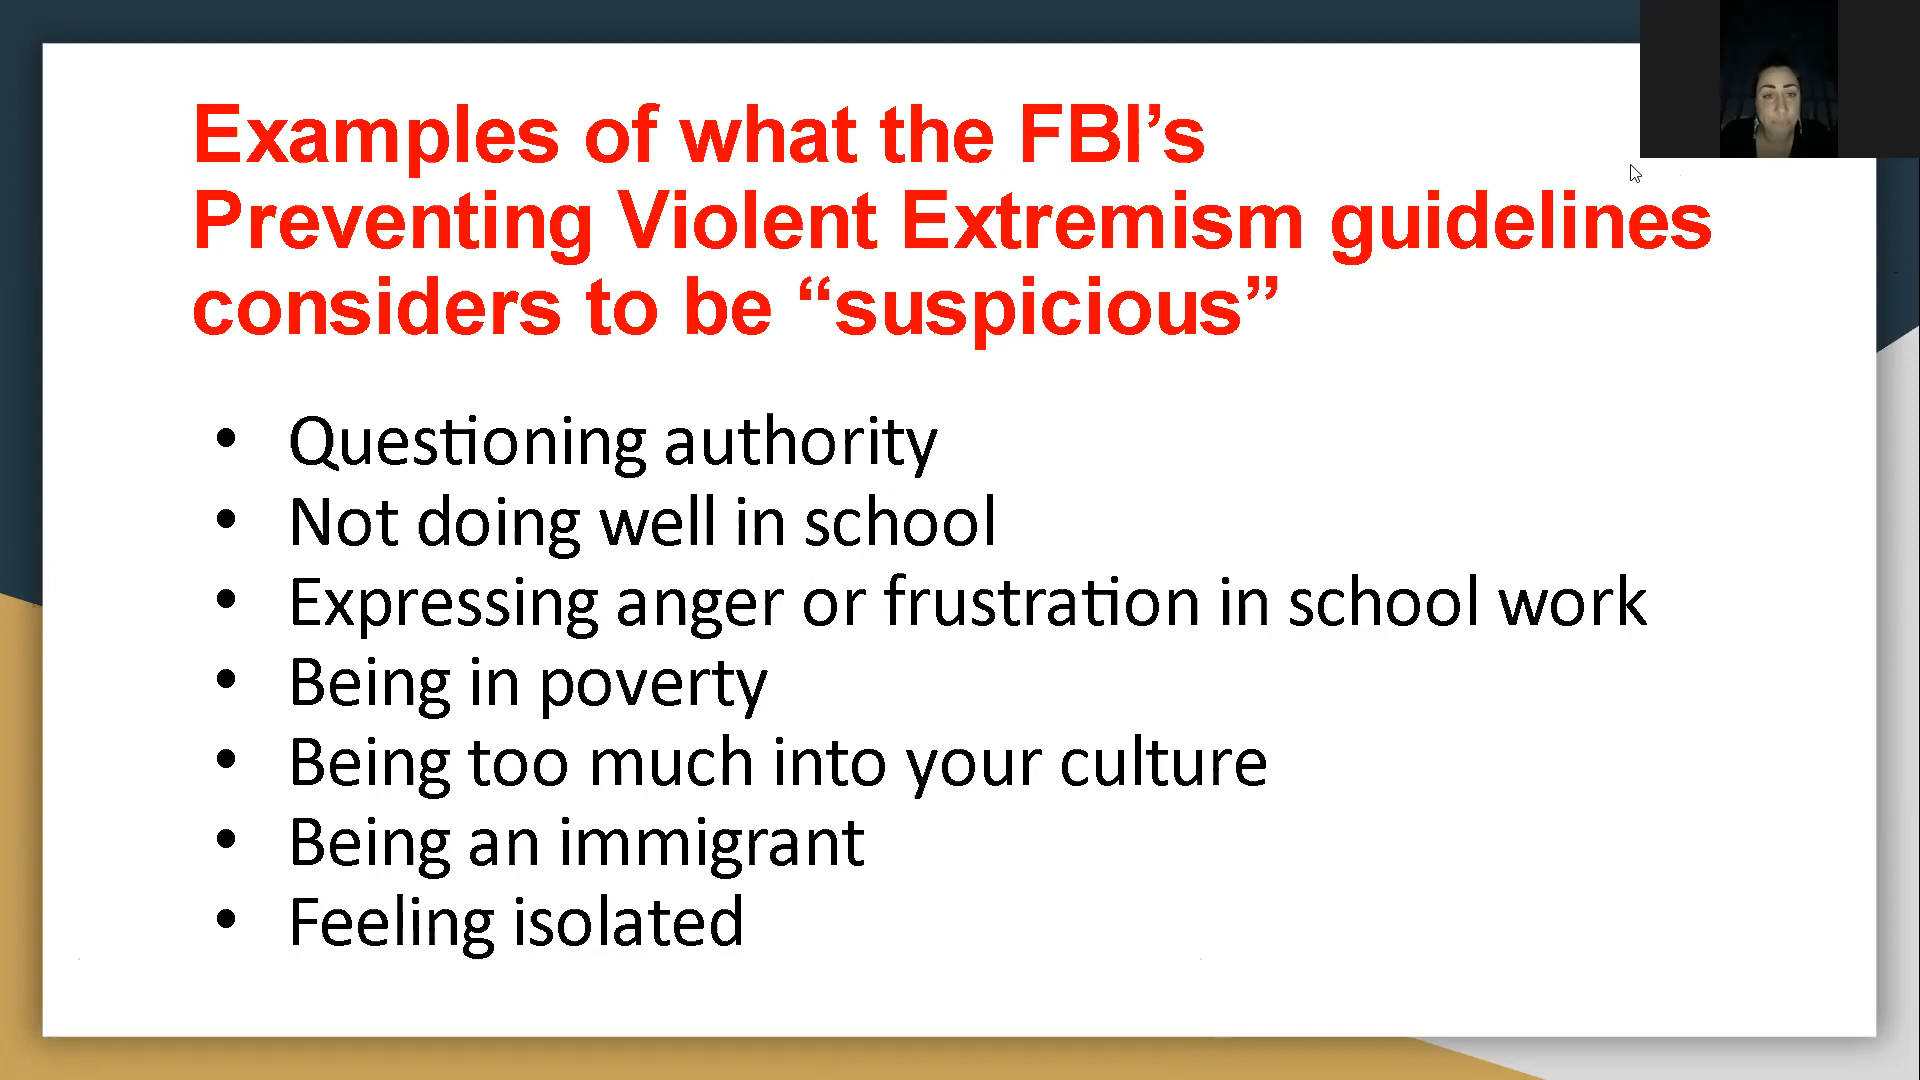 Examples of what the FBI’s
Preventing Violent Extremism guidelines
considers to be “suspicious”
• Questioning authority
• Not doing well in school
• Expressing anger or frustration in school work
• Being in poverty
• Being too much into your culture
• Being an immigrant
• Feeling isolated